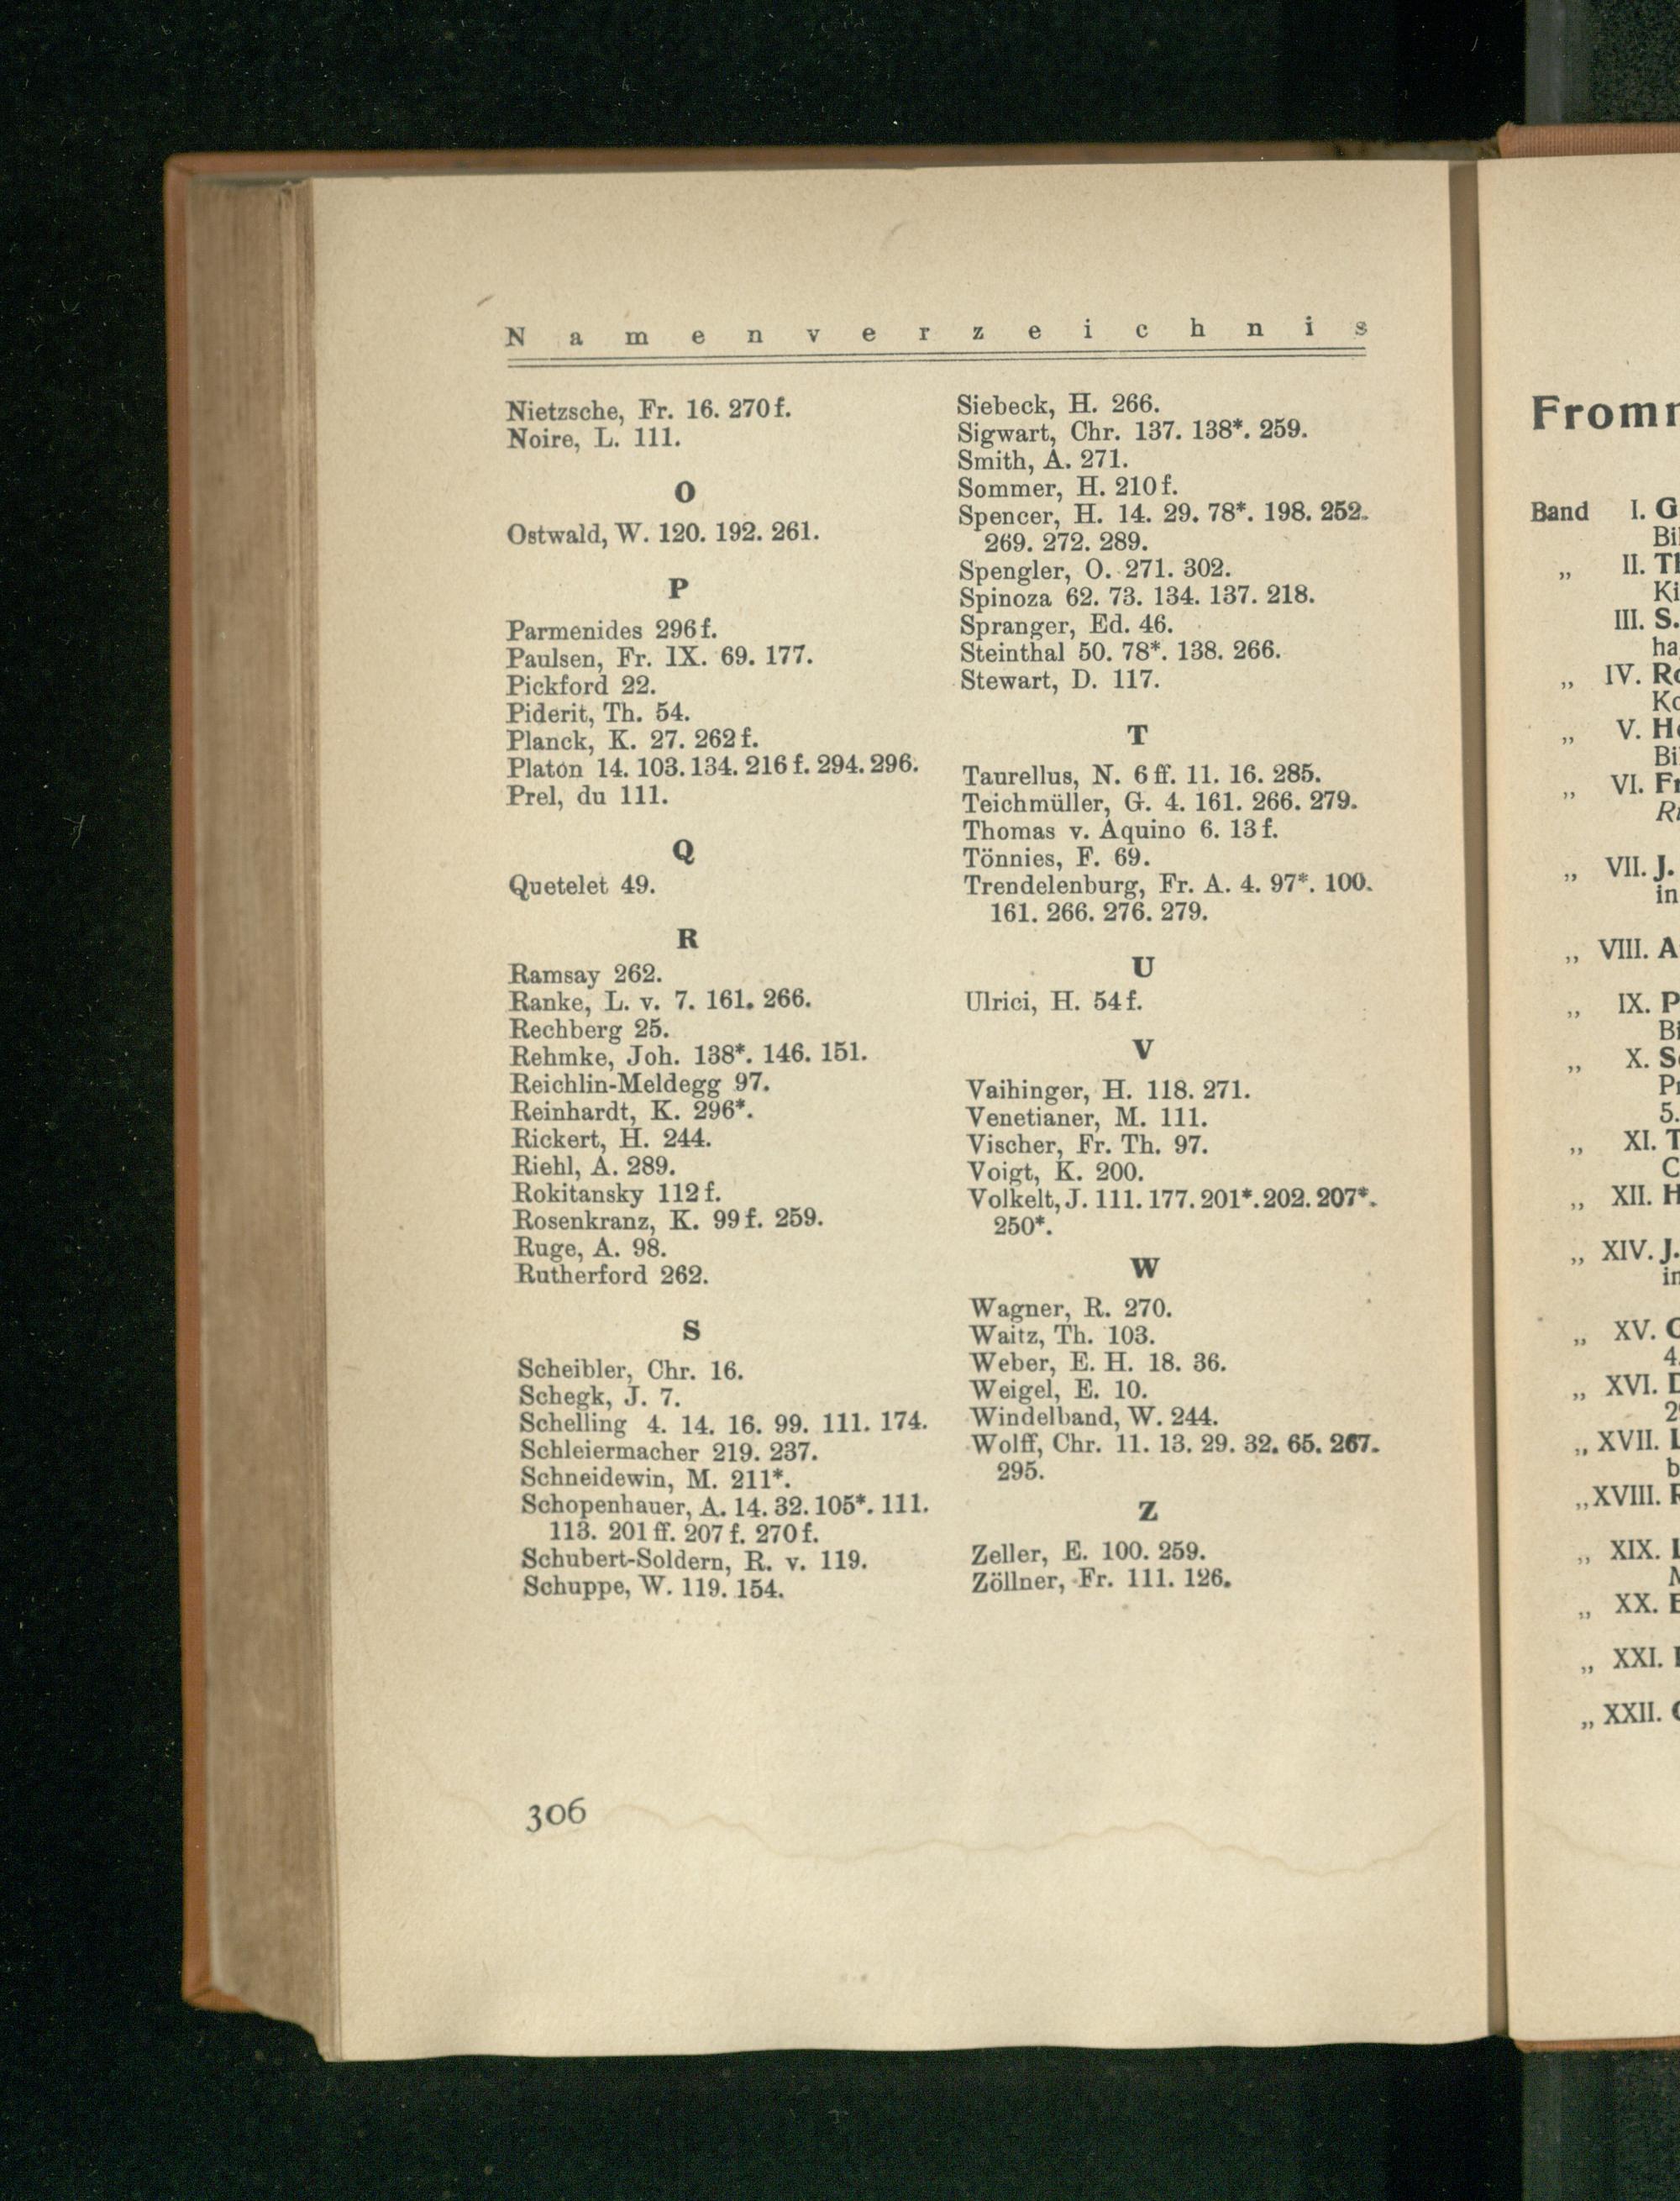 Namenverzeichnis
Nietzsche, Fr. 16. 270 f.
Noire, L. 111.
O
Ostwald, W. 120. 192. 261.
P
Parmenides 296 f.
Paulsen, Fr. IX. 69. 177.
Pickford 22.
Piderit, Th. 54.
Planck, K. 27. 262 f.
Platon 14. 103. 134. 216 f. 294. 296.
Prel, du 111.
Q
Quetelet 49.
R
Ramsay 262.
Ranke, L. v. 7. 161. 266.
Rechberg 25.
Rehmke, Joh. 138*. 146. 151.
Reichlin-Meldegg 97.
Reinhardt, K. 296*.
Rickert, H. 244.
Riehl, A. 289.
Rokitansky 112 f.
Rosenkranz, K. 99 f. 259.
Ruge, A. 98.
Rutherford 262.
S
Scheibler, Chr. 16.
Schegk, J. 7.
Schelling 4. 14. 16. 99. 111. 174.
Schleiermacher 219. 237.
Schneidewin, M. 211*.
Schopenhauer, A. 14. 32. 105*. 111.
113. 201 ff. 207 f. 270 f.
Schubert-Soldern, R. v. 119.
Schuppe, W. 119. 154.
Siebeck, H. 266.
Sigwart, Chr. 137. 138*. 259.
Smith, A. 271.
Sommer, H. 210 f.
Spencer, H. 14. 29. 78*. 198. 252.
269. 272. 289.
Spengler, O. 271. 302.
Spinoza 62. 73. 134. 137. 218.
Spranger, Ed. 46.
Steinthal 50. 78*. 138. 266.
Stewart, D. 117.
T
Taurellus, N. 6 ff. 11. 16. 285.
Teichmüller, G. 4. 161. 266. 279.
Thomas v. Aquino 6. 13 f.
Tönnies, F. 69.
Trendelenburg, Fr. A. 4. 97*. 100.
161. 266. 276. 279.
U
Ulrici, H. 54 f.
V
Vaihinger, H. 118. 271.
Venetianer, M. 111.
Vischer, Fr. Th. 97.
Voigt, K. 200.
Volkelt, J. 111. 177. 201*. 202. 207*.
250*.
W
Wagner, R. 270.
Waitz, Th. 103.
Weber, E. H. 18. 36.
Weigel, E. 10.
Windelband, W. 244.
Wolff, Chr. 11. 13. 29. 32. 65. 267.
295.
Z
Zeller, E. 100. 259.
Zöllner, Fr. 111. 126.
306
Band I.
„ II.
III. S.
„ IV.
„ V.
„ VI.
„ VII. J.
in
„ VIII.
„ IX.
„ X.
5.
„ XI.
„ XII.
„ XIV. J.
„ XV.
4.
„ XVI.
„ XVII.
„ XVIII.
„ XIX.
„ XX.
„ XXI.
„ XXII.